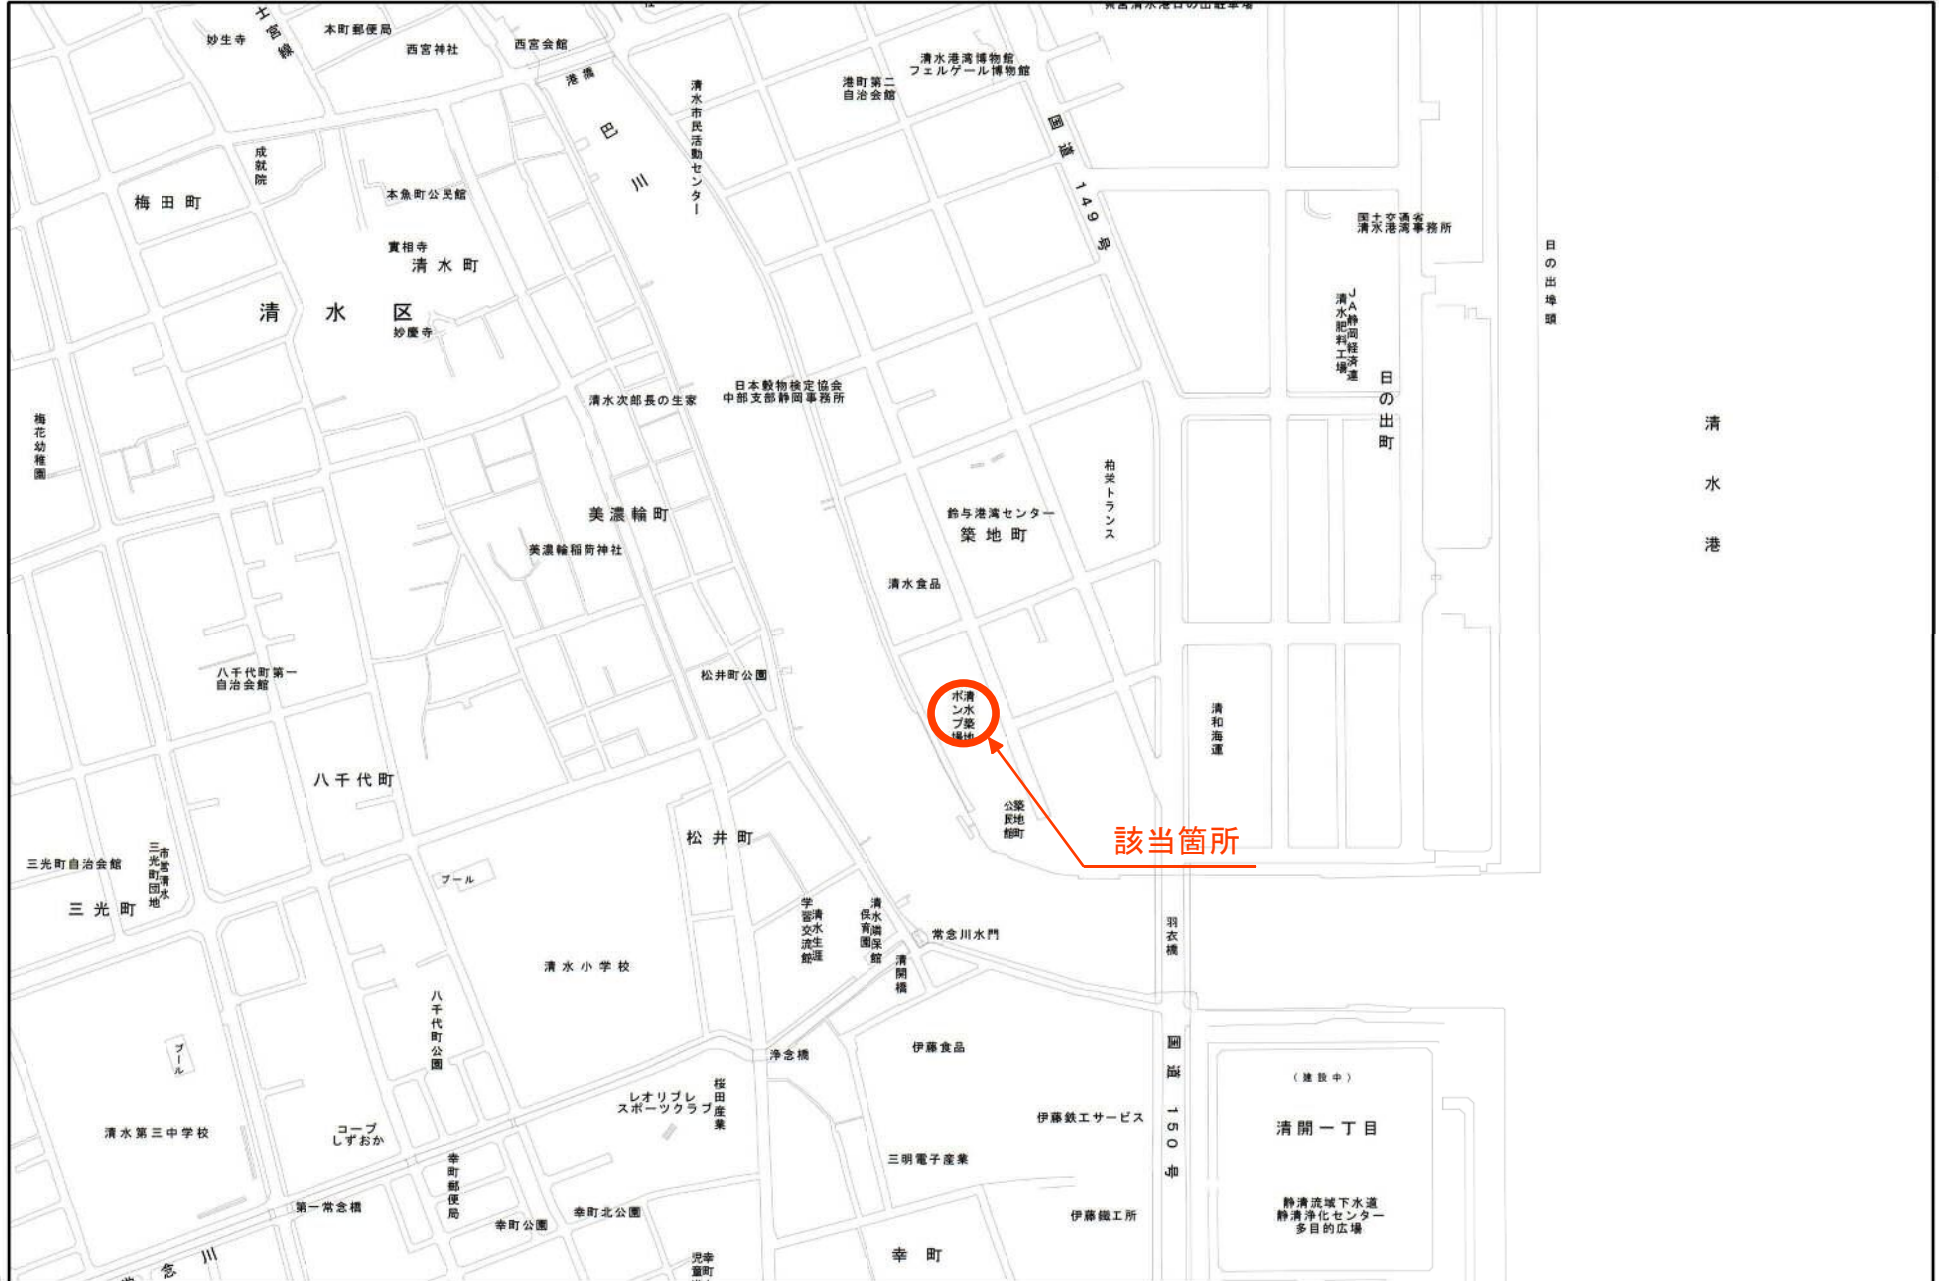 士宮線
妙生寺
本町郵便局
西宮神社
西宮会館
港橋
清水港湾博物館
フェルケール博物館
港町第二
自治会館
清水市民活動センター
巴川
国道149号
成就院
梅田町
本魚町公民館
實相寺
清水町
清水区
妙慶寺
国土交通省
清水港湾事務所
日の出埠頭
JA静岡経済連
清水肥料工場
日の出町
清水港
梅花幼稚園
清水次郎長の生家
日本穀物検定協会
中部支部静岡事務所
柏栄トランス
美濃輪町
美濃輪稲荷神社
鈴与港湾センター
築地町
清水食品
八千代町第一
自治会館
松井町公園
清水築地
ポンプ場
清和海運
八千代町
松井町
築地町
公民館
該当箇所
三光町自治会館
市営清水
三光町団地
三光町
プール
清水生涯
学習交流館
清水隣保館
保育園
常念川水門
清開橋
羽衣橋
清水小学校
八千代町公園
プール
浄念橋
伊藤食品
国道150号
(建設中)
清開一丁目
レオリブレ
スポーツクラブ
桜田産業
伊藤鉄工サービス
清水第三中学校
コープ
しずおか
幸町郵便局
三明電子産業
第一常念橋
幸町公園
幸町北公園
伊藤鐵工所
静清流域下水道
静清浄化センター
多目的広場
念川
幸町
幸町
児童